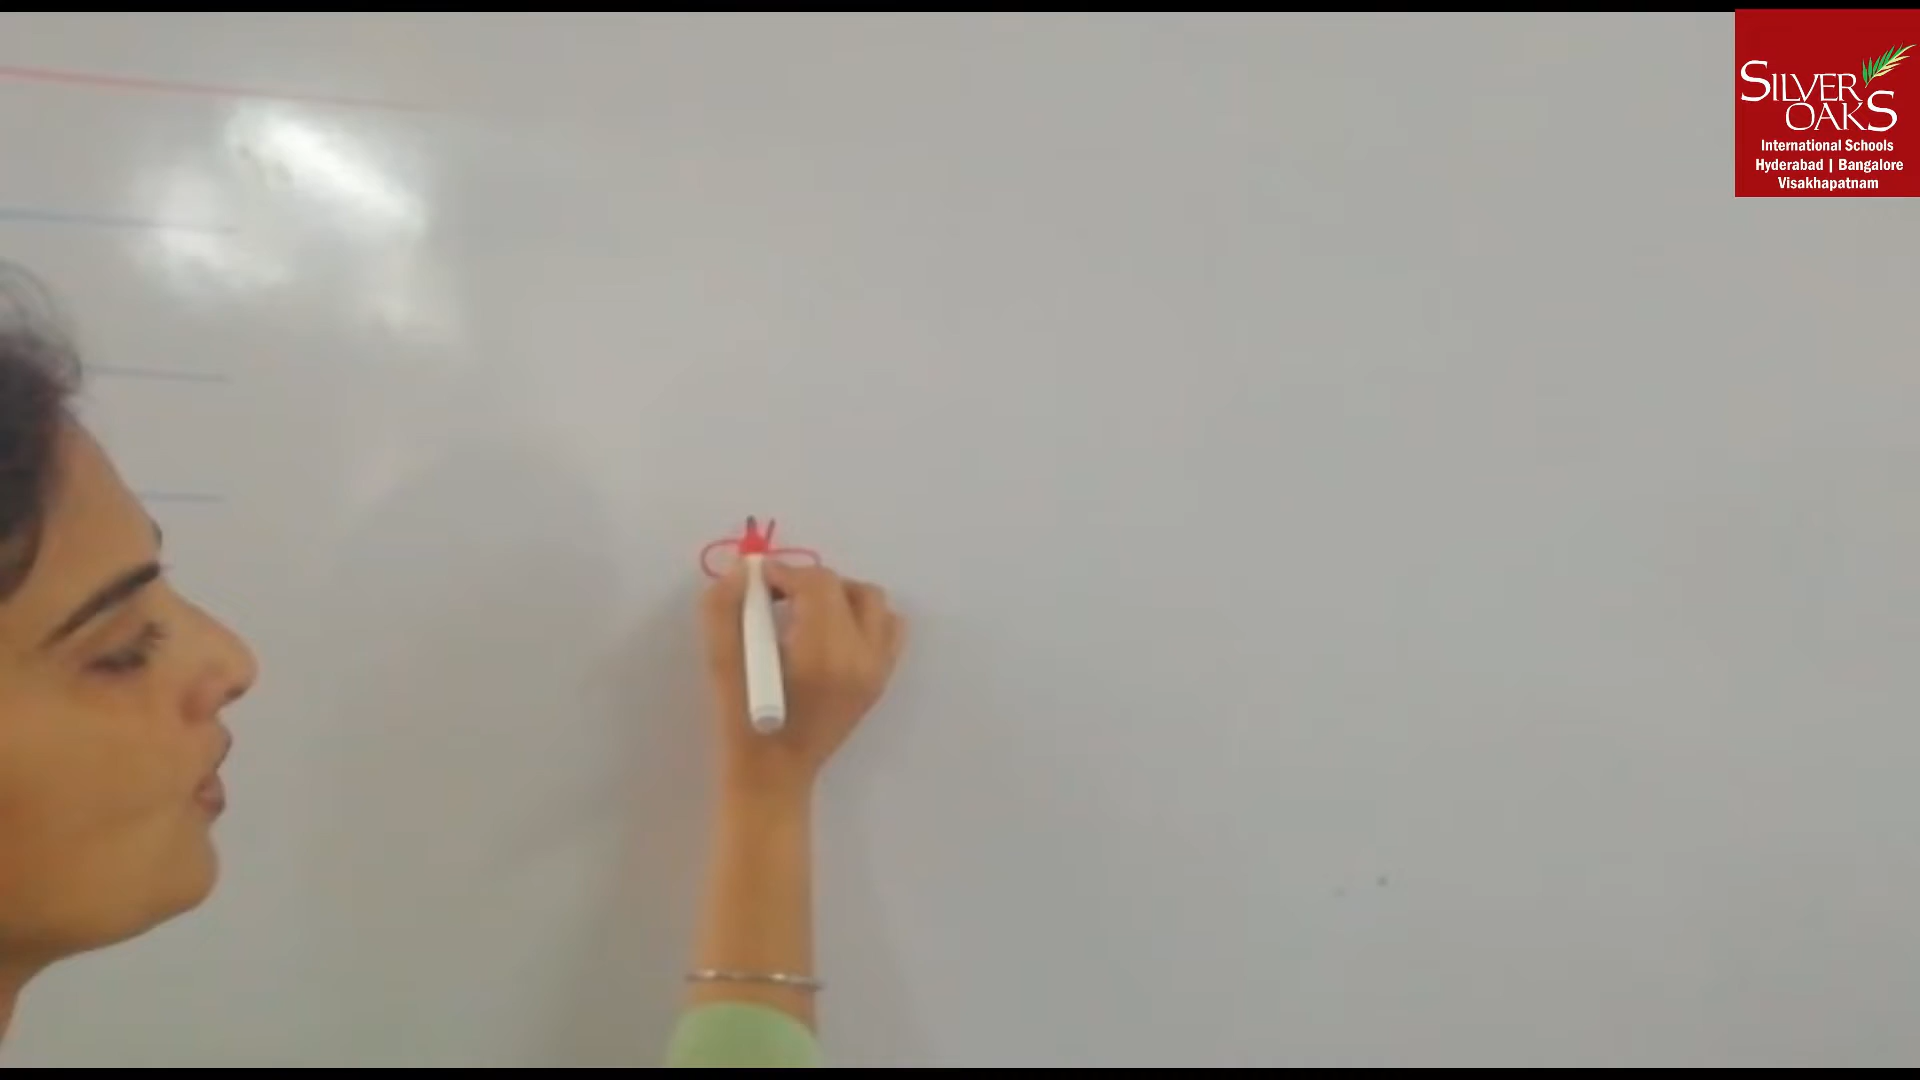 SILVER
OAKS
International Schools
Hyderabad | Bangalore
Visakhapatnam